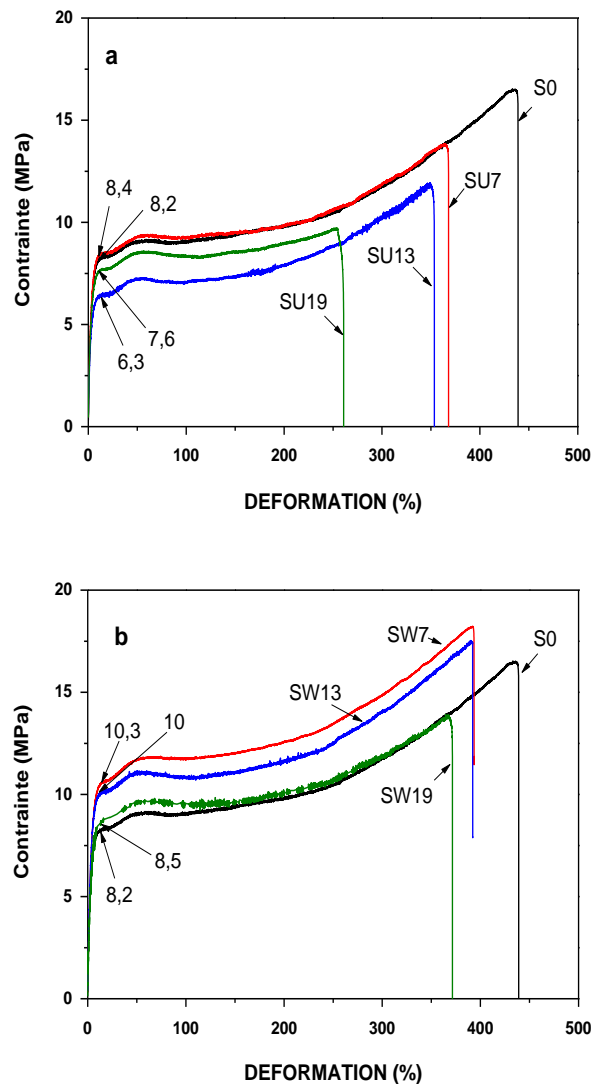 a
Contrainte (MPa)
20
15
10
5
0
S0
8,4
8,2
SU7
SU13
SU19
7,6
6,3
0 100 200 300 400 500
DEFORMATION (%)
b
Contrainte (MPa)
20
15
10
5
0
SW7
S0
10,3
10
SW13
SW19
8,5
8,2
0 100 200 300 400 500
DEFORMATION (%)